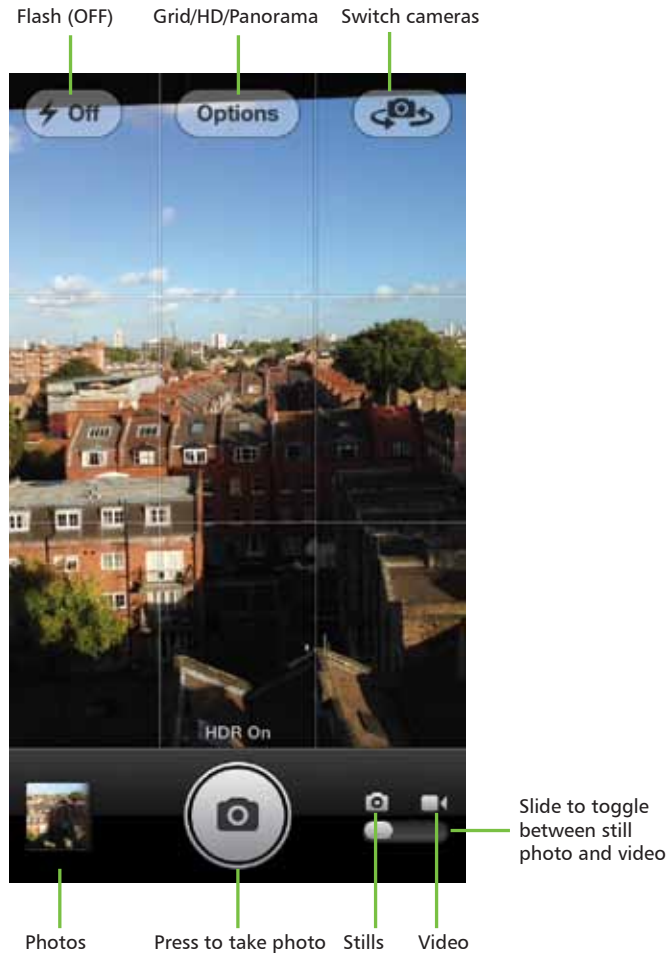 Flash (OFF) Grid/HD/Panorama Switch cameras
Off Options
HDR On
Slide to toggle
between still
photo and video
Photos Press to take photo Stills Video